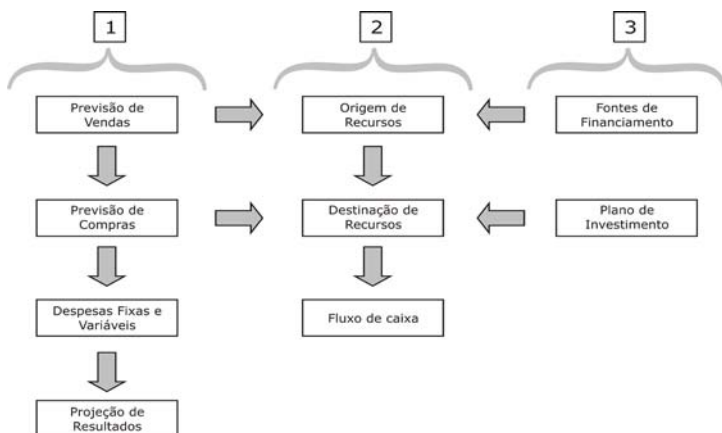 1
2
3
Previsão de
Vendas
Origem de
Recursos
Fontes de
Financiamento
Previsão de
Compras
Destinação de
Recursos
Plano de
Investimento
Despesas Fixas e
Variáveis
Fluxo de caixa
Projeção de
Resultados